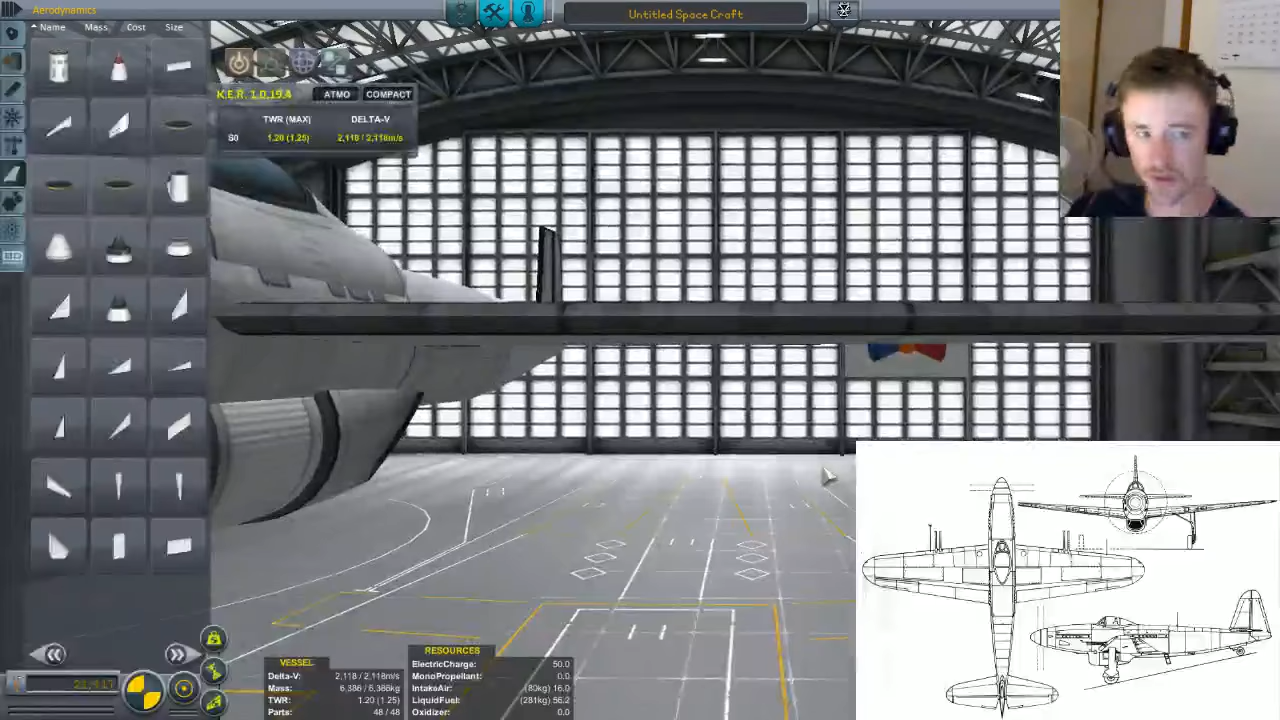 Aerodynamics
Untitled Space Craft
Name Mass Cost Size
K.E.R. 1.0.19.4 ATMO COMPACT
TWR (MAX) DELTA-V
S0 1.20 (1.25) 2,118 / 2,118m/s
VESSEL
Delta-V: 2,118 / 2,118m/s
Mass: 6,386 / 6,386kg
TWR: 1.20 (1.25)
Parts: 48 / 48
RESOURCES
ElectricCharge: 50.0
MonoPropellant: 0.0
IntakeAir: (80kg) 16.0
LiquidFuel: (281kg) 56.2
Oxidizer: 0.0